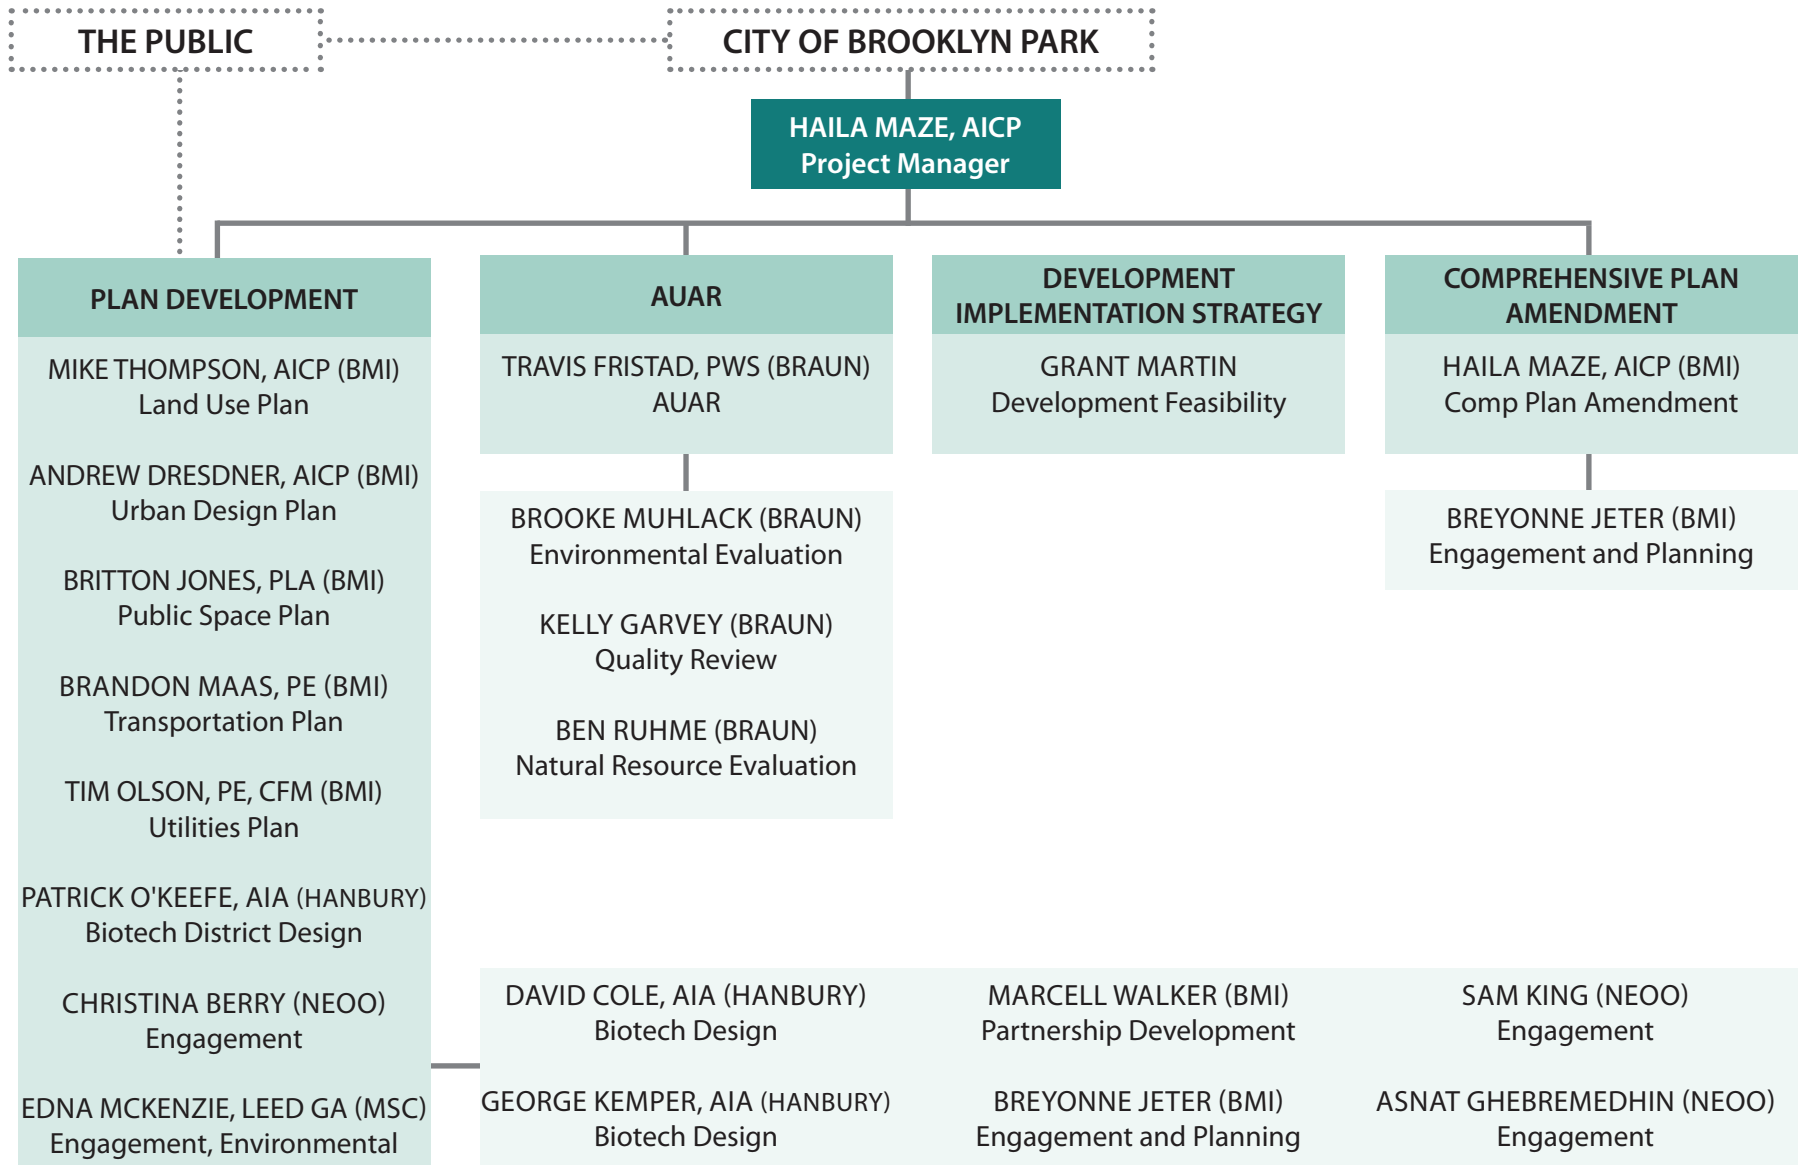 THE PUBLIC
CITY OF BROOKLYN PARK
HAILA MAZE, AICP
Project Manager
PLAN DEVELOPMENT
MIKE THOMPSON, AICP (BMI)
Land Use Plan
ANDREW DRESDNER, AICP (BMI)
Urban Design Plan
BRITTON JONES, PLA (BMI)
Public Space Plan
BRANDON MAAS, PE (BMI)
Transportation Plan
TIM OLSON, PE, CFM (BMI)
Utilities Plan
PATRICK O'KEEFE, AIA (HANBURY)
Biotech District Design
CHRISTINA BERRY (NEOO)
Engagement
EDNA MCKENZIE, LEED GA (MSC)
Engagement, Environmental
AUAR
TRAVIS FRISTAD, PWS (BRAUN)
AUAR
BROOKE MUHLACK (BRAUN)
Environmental Evaluation
KELLY GARVEY (BRAUN)
Quality Review
BEN RUHME (BRAUN)
Natural Resource Evaluation
DEVELOPMENT
IMPLEMENTATION STRATEGY
GRANT MARTIN
Development Feasibility
COMPREHENSIVE PLAN
AMENDMENT
HAILA MAZE, AICP (BMI)
Comp Plan Amendment
BREYONNE JETER (BMI)
Engagement and Planning
DAVID COLE, AIA (HANBURY)
Biotech Design
GEORGE KEMPER, AIA (HANBURY)
Biotech Design
MARCELL WALKER (BMI)
Partnership Development
BREYONNE JETER (BMI)
Engagement and Planning
SAM KING (NEOO)
Engagement
ASNAT GHEBREMEDHIN (NEOO)
Engagement